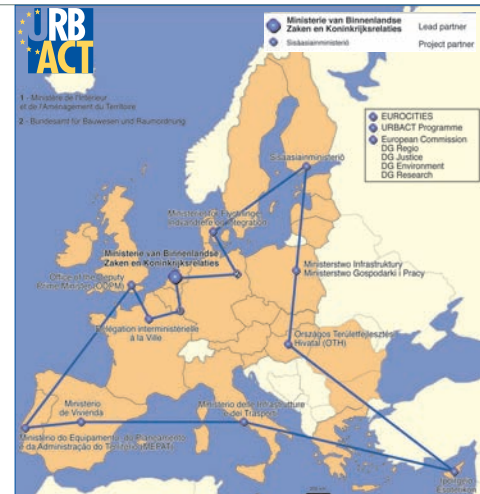 URB
ACT
Ministerie van Binnenlandse
Zaken en Koninkrijksrelaties
Lead partner
Sisäasiainministeriö
Project partner
1 - Ministère de l'Intérieur
et de l'Aménagement du Territoire
2 - Bundesamt für Bauwesen und Raumordnung
EUROCITIES
URBACT Programme
European Commission
DG Regio
DG Justice
DG Environment
DG Research
Sisäasiainministeriö
Ministeriet for Flygtninge,
Indvandrere og Integration
Ministerie van Binnenlandse
Zaken en Koninkrijksrelaties
Office of the Deputy
Prime Minister (ODPM)
Ministerstwo Infrastruktury
Ministerstwo Gospodarki i Pracy
Délégation interministérielle
à la Ville
Országos Területfejlesztési
Hivatal (OTH)
Ministerio
de Vivienda
Ministerio delle Infrastrutture
e dei Trasporti
Ministério do Equipamento, do Planeamento
e da Administração do Território (MEPAT)